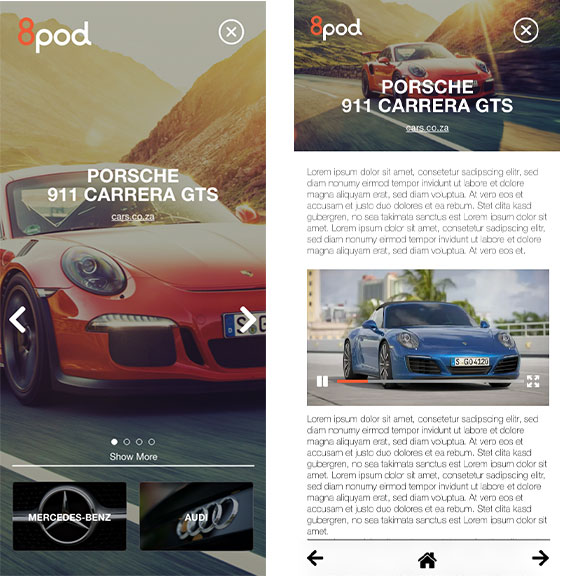 8pod
PORSCHE
911 CARRERA GTS
cars.co.za
S G
Show More
MERCEDES-BENZ
AUDI
8pod
PORSCHE
911 CARRERA GTS
cars.co.za
Lorem ipsum dolor sit amet, consetetur sadipscing elitr, sed
diam nonumy eirmod tempor invidunt ut labore et dolore
magna aliquyam erat, sed diam voluptua. At vero eos et
accusam et justo duo dolores et ea rebum. Stet clita kasd
gubergren, no sea takimata sanctus est Lorem ipsum dolor sit
amet. Lorem ipsum dolor sit amet, consetetur sadipscing elitr,
sed diam nonumy eirmod tempor invidunt ut labore et dolore
magna aliquyam erat, sed diam voluptua. At vero eos et.
S GO 4120
Lorem ipsum dolor sit amet, consetetur sadipscing elitr, sed
diam nonumy eirmod tempor invidunt ut labore et dolore
magna aliquyam erat, sed diam voluptua. At vero eos et
accusam et justo duo dolores et ea rebum. Stet clita kasd
gubergren, no sea takimata sanctus est Lorem ipsum dolor sit
amet. Lorem ipsum dolor sit amet, consetetur sadipscing elitr,
sed diam nonumy eirmod tempor invidunt ut labore et dolore
magna aliquyam erat, sed diam voluptua. At vero eos et
accusam et justo duo dolores et ea rebum. Stet clita kasd
gubergren, no sea takimata sanctus est Lorem ipsum dolor sit
amet.